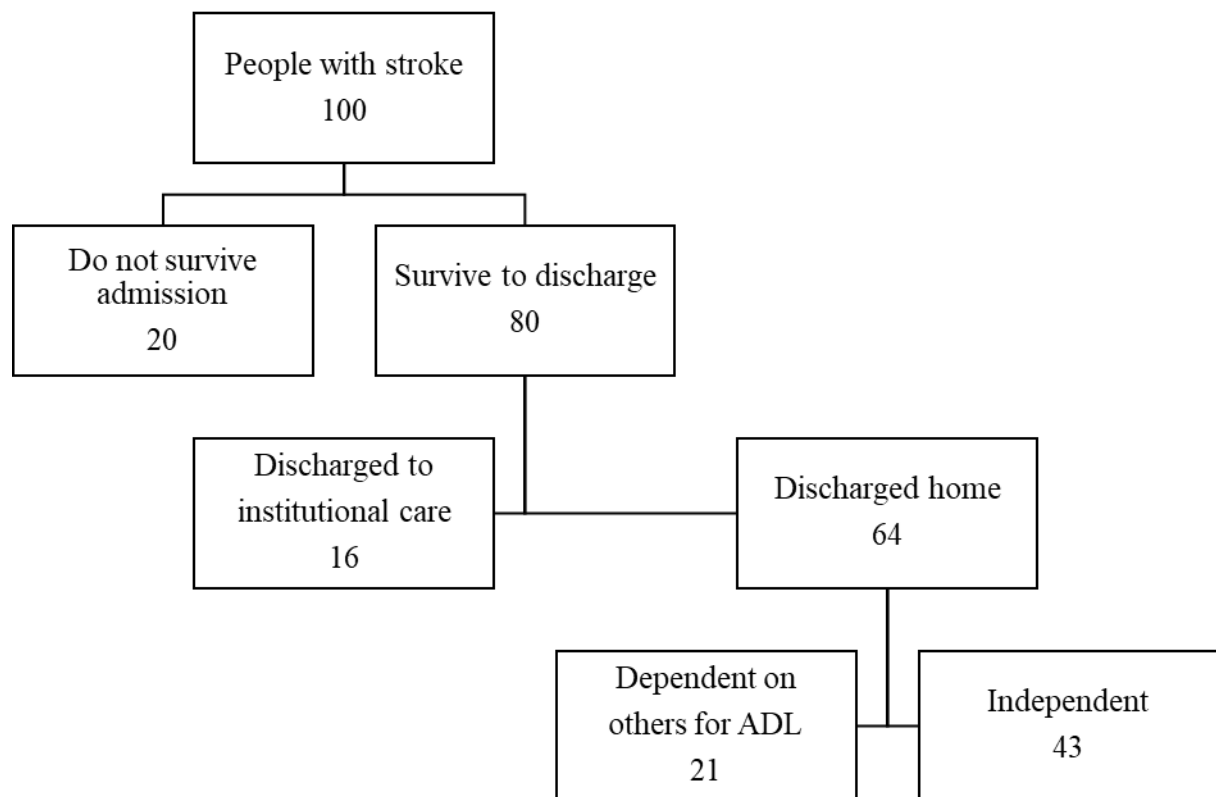 People with stroke
100
Do not survive
admission
20
Survive to discharge
80
Discharged to
institutional care
16
Discharged home
64
Dependent on
others for ADL
21
Independent
43